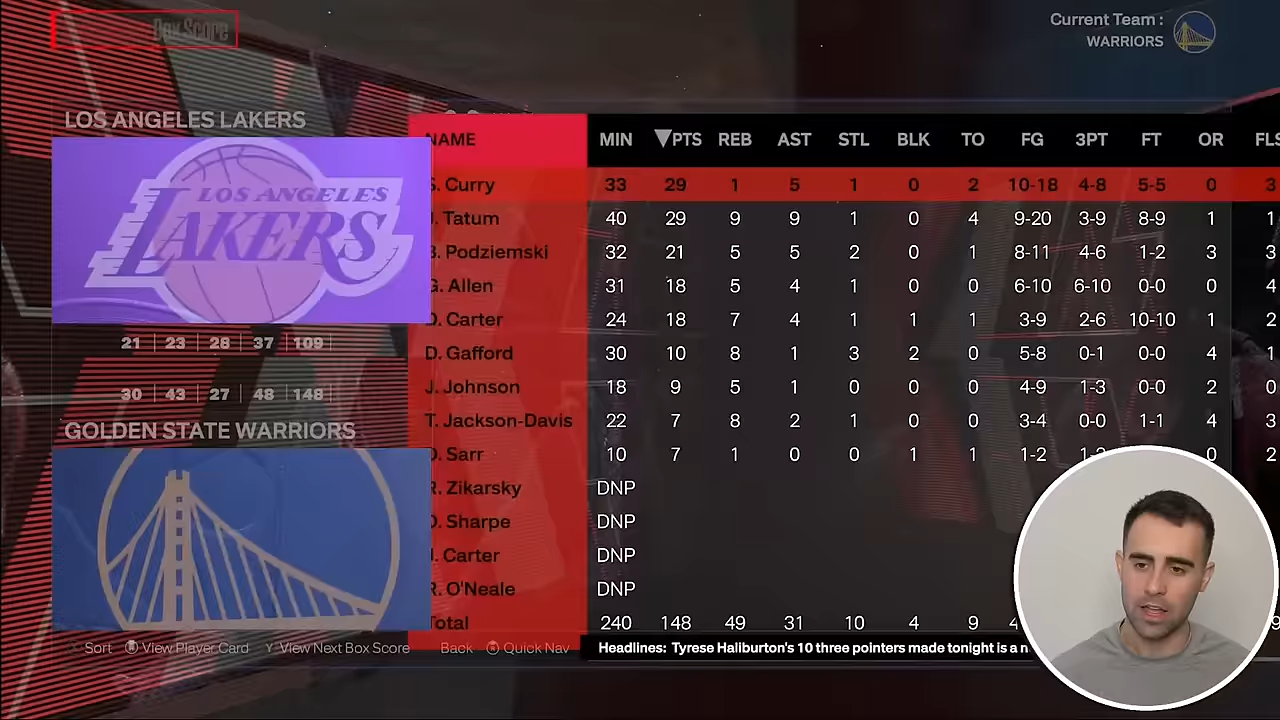 Box Score
Current Team :
WARRIORS
LOS ANGELES LAKERS
LOS ANGELES
LAKERS
21 23 28 37 109
30 43 27 48 148
GOLDEN STATE WARRIORS
NAME MIN PTS REB AST STL BLK TO FG 3PT FT OR FLS
S. Curry 33 29 1 5 1 0 2 10-18 4-8 5-5 0 3
J. Tatum 40 29 9 9 1 0 4 9-20 3-9 8-9 1 1
B. Podziemski 32 21 5 5 2 0 1 8-11 4-6 1-2 3 3
G. Allen 31 18 5 4 1 0 0 6-10 6-10 0-0 0 4
D. Carter 24 18 7 4 1 1 1 3-9 2-6 10-10 1 2
D. Gafford 30 10 8 1 3 2 0 5-8 0-1 0-0 4 1
J. Johnson 18 9 5 1 0 0 0 4-9 1-3 0-0 2 0
T. Jackson-Davis 22 7 8 2 1 0 0 3-4 0-0 1-1 4 3
Sarr 10 7 1 0 0 1 1 1-2 0 2
Zikarsky DNP
Sharpe DNP
Carter DNP
R. O'Neale DNP
Total 240 148 49 31 10 4 9
Sort View Player Card Y View Next Box Score Back Quick Nav
Headlines: Tyrese Haliburton's 10 three pointers made tonight is a n